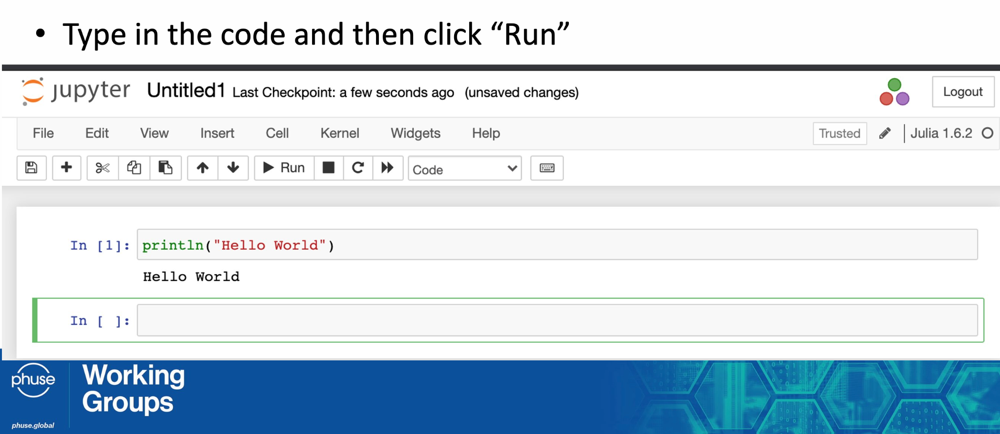 • Type in the code and then click “Run”
jupyter Untitled1 Last Checkpoint: a few seconds ago (unsaved changes)
Logout
File Edit View Insert Cell Kernel Widgets Help
Trusted Julia 1.6.2
Run Code
In [1]: println("Hello World")
Hello World
In [ ]:
phuse
Working
Groups
phuse.global